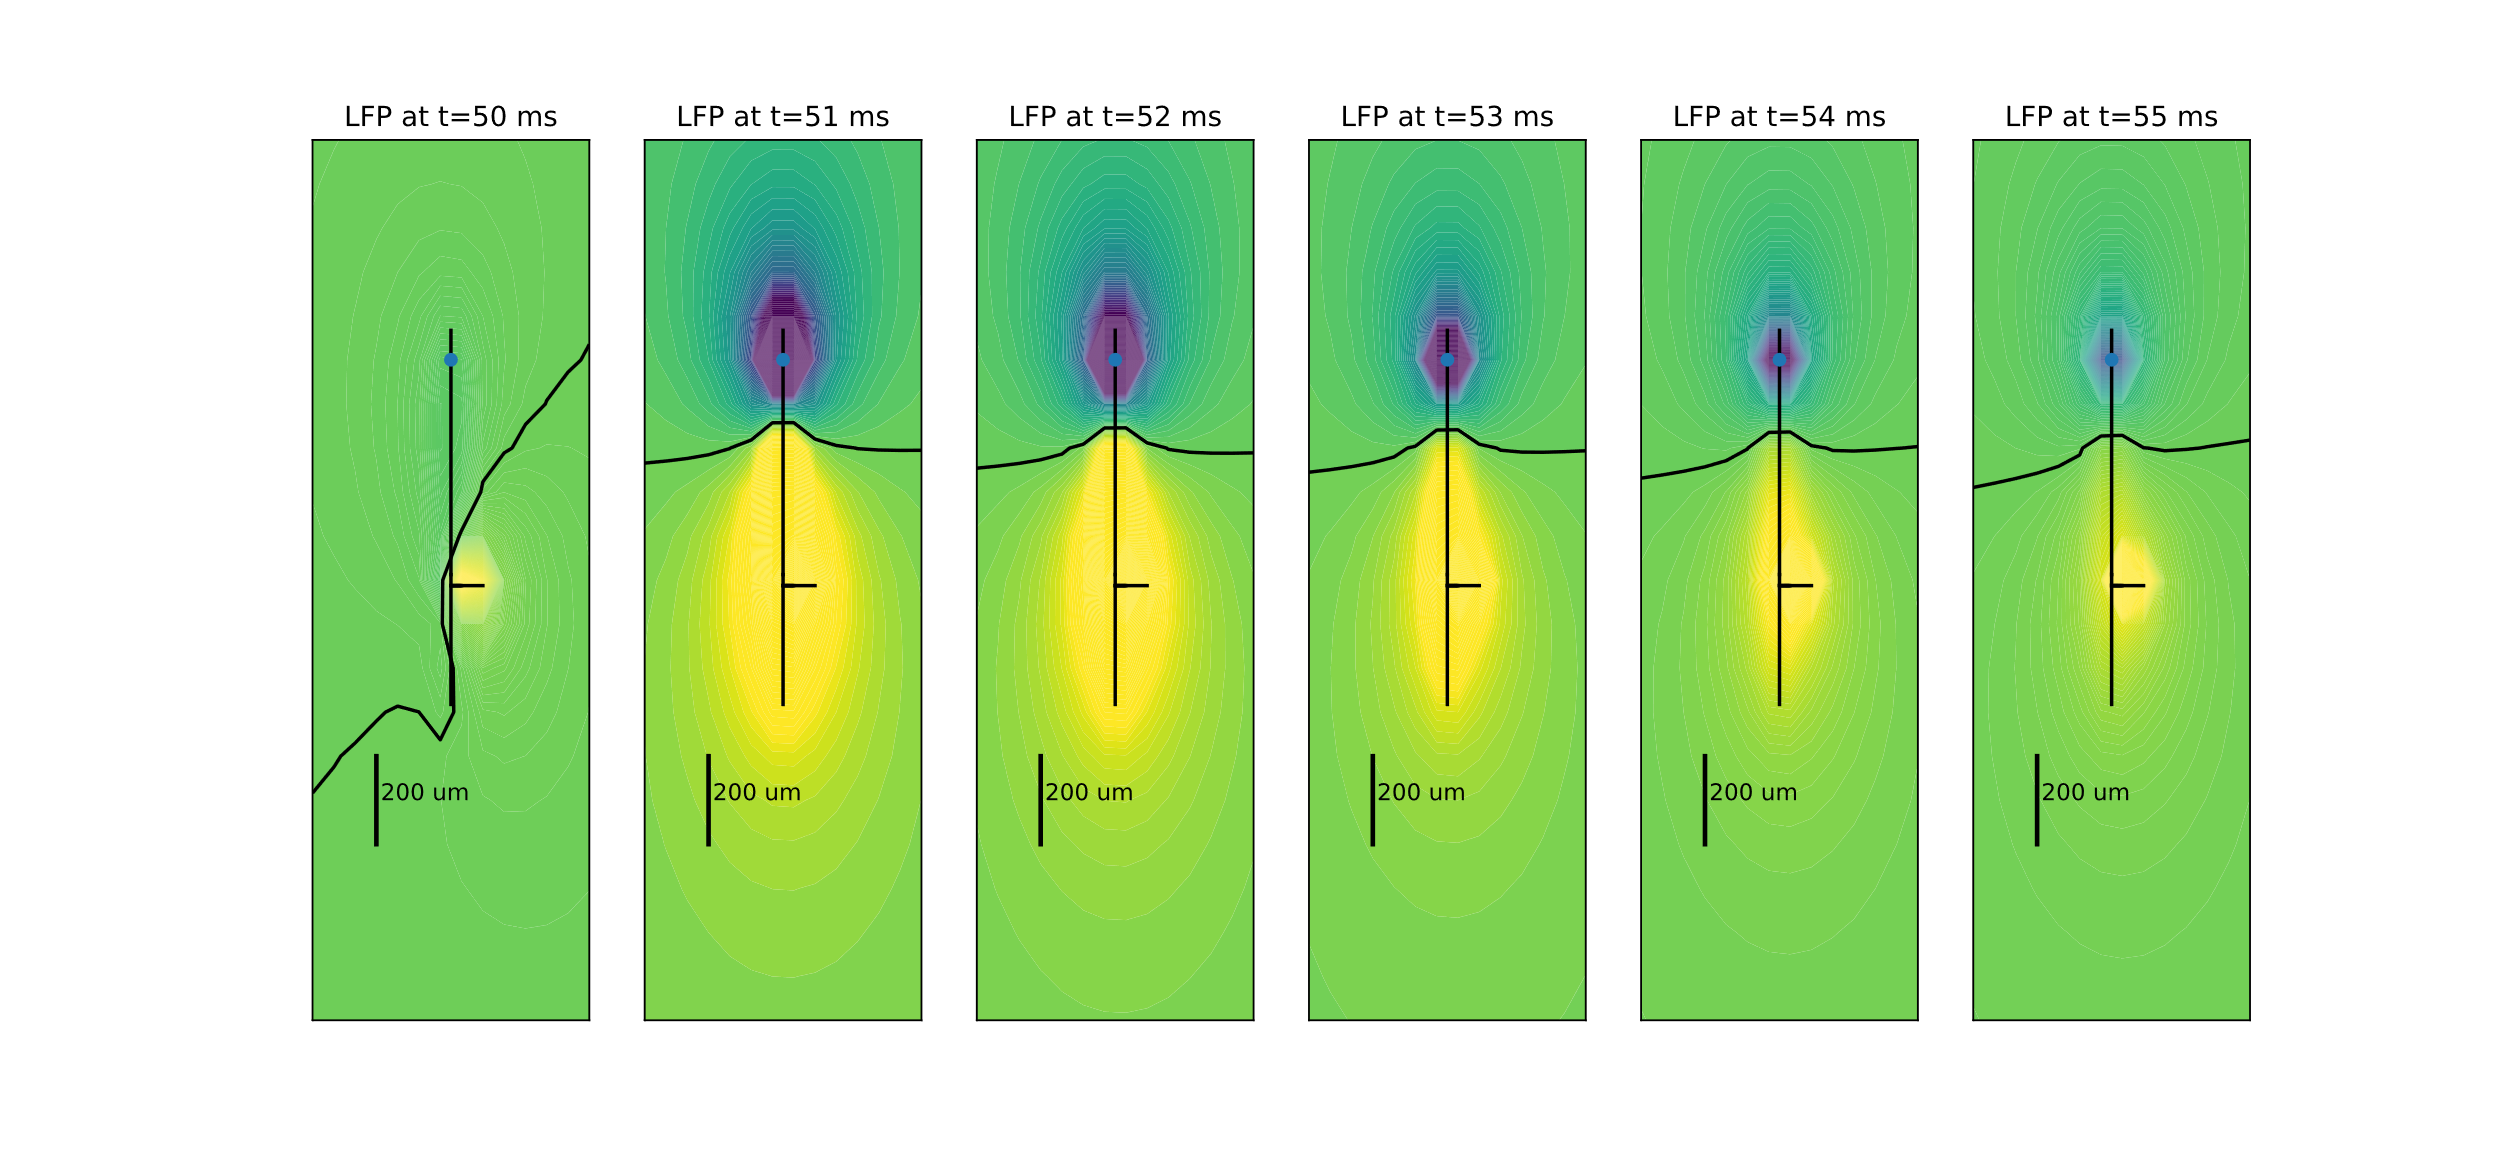 LFP at t=50 ms
LFP at t=51 ms
LFP at t=52 ms
LFP at t=53 ms
LFP at t=54 ms
LFP at t=55 ms
200 um
200 um
200 um
200 um
200 um
200 um